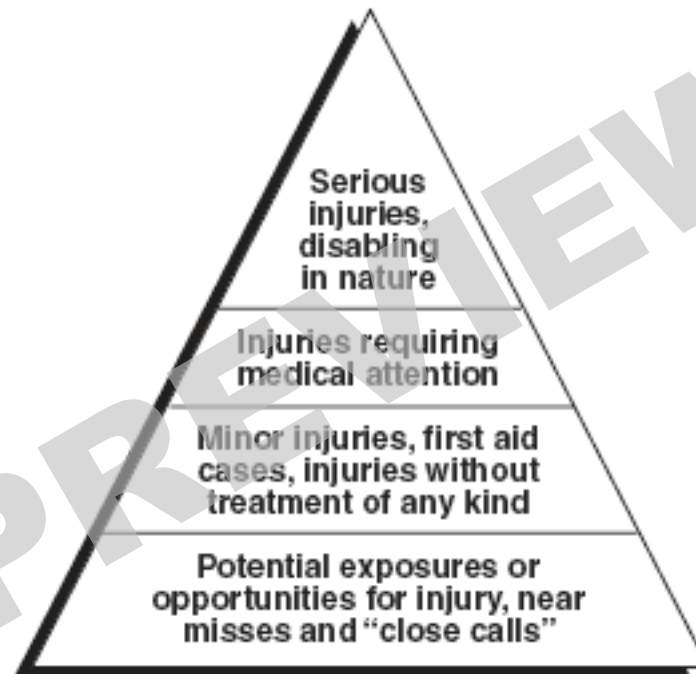 Serious
injuries,
disabling
in nature
Injuries requiring
medical attention
Minor injuries, first aid
cases, injuries without
treatment of any kind
Potential exposures or
opportunities for injury, near
misses and “close calls”
PREVIEW